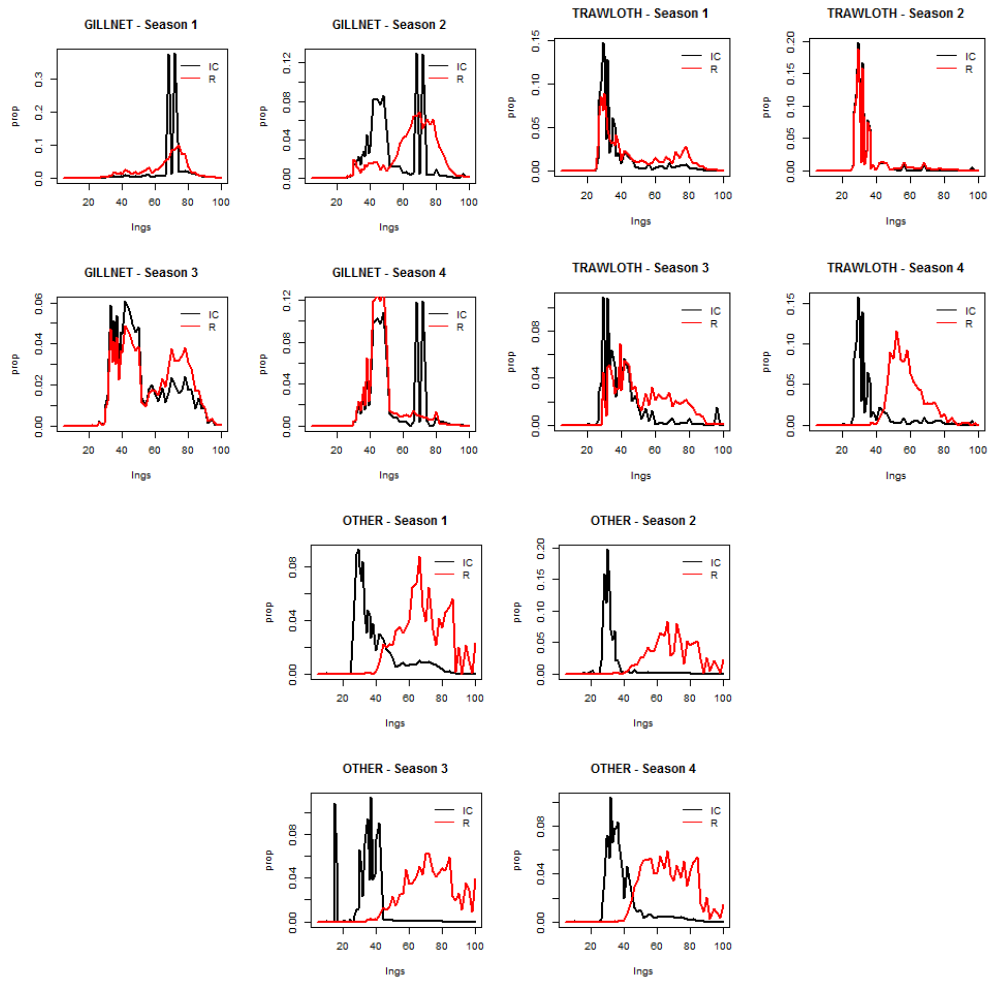 GILLNET - Season 1
prop
0.0 0.1 0.2 0.3
IC
R
20 40 60 80 100
lngs
GILLNET - Season 2
prop
0.00 0.04 0.08 0.12
IC
R
20 40 60 80 100
lngs
TRAWLOTH - Season 1
prop
0.00 0.05 0.10 0.15
IC
R
20 40 60 80 100
lngs
TRAWLOTH - Season 2
prop
0.00 0.05 0.10 0.15 0.20
IC
R
20 40 60 80 100
lngs
GILLNET - Season 3
prop
0.00 0.02 0.04 0.06
IC
R
20 40 60 80 100
lngs
GILLNET - Season 4
prop
0.00 0.04 0.08 0.12
IC
R
20 40 60 80 100
lngs
TRAWLOTH - Season 3
prop
0.00 0.04 0.08
IC
R
20 40 60 80 100
lngs
TRAWLOTH - Season 4
prop
0.00 0.05 0.10 0.15
IC
R
20 40 60 80 100
lngs
OTHER - Season 1
prop
0.00 0.04 0.08
IC
R
20 40 60 80 100
lngs
OTHER - Season 2
prop
0.00 0.05 0.10 0.15 0.20
IC
R
20 40 60 80 100
lngs
OTHER - Season 3
prop
0.00 0.04 0.08
IC
R
20 40 60 80 100
lngs
OTHER - Season 4
prop
0.00 0.04 0.08
IC
R
20 40 60 80 100
lngs